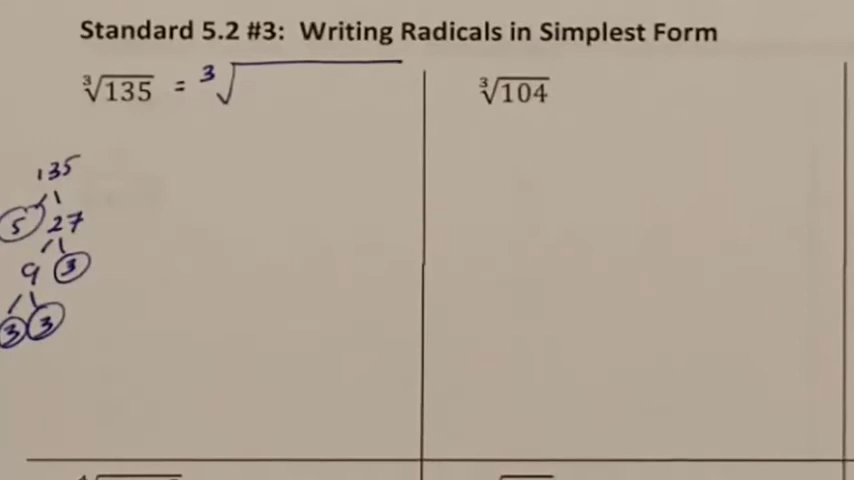 Standard 5.2 #3: Writing Radicals in Simplest Form
∛135 = ∛
∛104
135
5 27
9 3
3 3